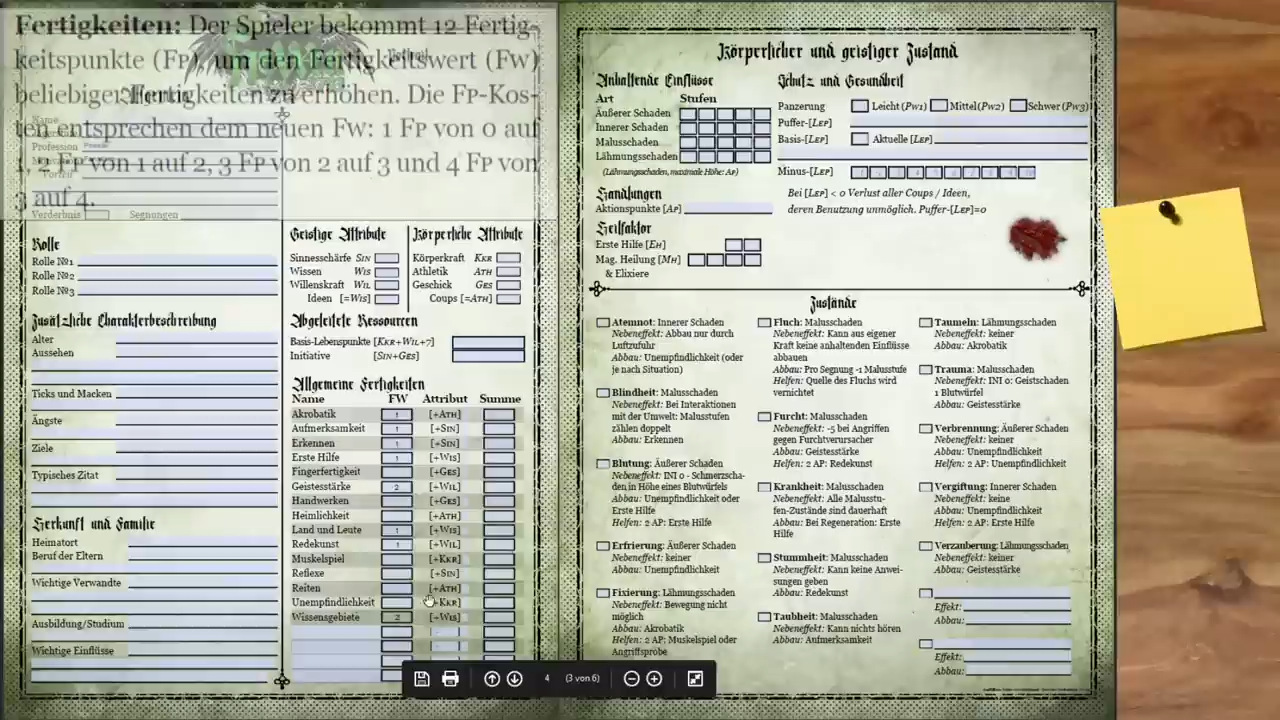 Fertigkeiten: Der Spieler bekommt 12 Fertig-
keitspunkte (FP), um den Fertigkeitswert (FW)
beliebiger Fertigkeiten zu erhöhen. Die FP-Kos-
ten entsprechen dem neuen FW: 1 FP von 0 auf
1, 2 FP von 1 auf 2, 3 FP von 2 auf 3 und 4 FP von
3 auf 4.
Name
Profession
Vorteil
Verderbnis
Segnungen
Rolle
Rolle №1
Rolle №2
Rolle №3
Zusätzliche Charakterbeschreibung
Alter
Aussehen
Ticks und Macken
Ängste
Ziele
Typisches Zitat
Herkunft und Familie
Heimatort
Beruf der Eltern
Wichtige Verwandte
Ausbildung/Studium
Wichtige Einflüsse
Geistige Attribute
Sinnesschärfe SIN
Wissen WIS
Willenskraft WIL
Ideen [=WIS]
Körperliche Attribute
Körperkraft KKR
Athletik ATH
Geschick GES
Coups [=ATH]
Abgeleitete Ressourcen
Basis-Lebenspunkte [KKR+WIL+7]
Initiative [SIN+GES]
Allgemeine Fertigkeiten
Name FW Attribut Summe
Akrobatik 1 [+ATH]
Aufmerksamkeit 1 [+SIN]
Erkennen 1 [+SIN]
Erste Hilfe 1 [+WIS]
Fingerfertigkeit [+GES]
Geistesstärke 2 [+WIL]
Handwerken [+GES]
Heimlichkeit [+ATH]
Land und Leute 1 [+WIS]
Redekunst 1 [+WIL]
Muskelspiel [+KKR]
Reflexe [+SIN]
Reiten [+ATH]
Unempfindlichkeit +KKR]
Wissensgebiete 2 [+WIS]
4 (3 von 6)
Körperlicher und geistiger Zustand
Anhaltende Einflüsse
Art Stufen
Äußerer Schaden
Innerer Schaden
Malusschaden
Lähmungsschaden
(Lähmungsschaden, maximale Höhe: AP)
Handlungen
Aktionspunkte [AP]
Heilfaktor
Erste Hilfe [EH]
Mag. Heilung [MH]
& Elixiere
Schutz und Gesundheit
Panzerung Leicht (PW1) Mittel (PW2) Schwer (PW3)
Puffer-[LEP]
Basis-[LEP] Aktuelle [LEP]
Minus-[LEP]
Bei [LEP] < 0 Verlust aller Coups / Ideen,
deren Benutzung unmöglich. Puffer-[LEP]=0
Zustände
Atemnot: Innerer Schaden
Nebeneffekt: Abbau nur durch
Luftzufuhr
Abbau: Unempfindlichkeit (oder
je nach Situation)
Blindheit: Malusschaden
Nebeneffekt: Bei Interaktionen
mit der Umwelt: Malusstufen
zählen doppelt
Abbau: Erkennen
Blutung: Äußerer Schaden
Nebeneffekt: INI 0 - Schmerzscha-
den in Höhe eines Blutwürfels
Abbau: Unempfindlichkeit oder
Erste Hilfe
Helfen: 2 AP: Erste Hilfe
Erfrierung: Äußerer Schaden
Nebeneffekt: keiner
Abbau: Unempfindlichkeit
Fixierung: Lähmungsschaden
Nebeneffekt: Bewegung nicht
möglich
Abbau: Akrobatik
Helfen: 2 AP: Muskelspiel oder
Angriffsprobe
Fluch: Malusschaden
Nebeneffekt: Kann aus eigener
Kraft keine anhaltenden Einflüsse
abbauen
Abbau: Pro Segnung -1 Malusstufe
Helfen: Quelle des Fluchs wird
vernichtet
Furcht: Malusschaden
Nebeneffekt: -5 bei Angriffen
gegen Furchtverursacher
Abbau: Geistesstärke
Helfen: 2 AP: Redekunst
Krankheit: Malusschaden
Nebeneffekt: Alle Malusstu-
fen-Zustände sind dauerhaft
Abbau: Bei Regeneration: Erste
Hilfe
Stummheit: Malusschaden
Nebeneffekt: Kann keine Anwei-
sungen geben
Abbau: Redekunst
Taubheit: Malusschaden
Nebeneffekt: Kann nichts hören
Abbau: Aufmerksamkeit
Taumeln: Lähmungsschaden
Nebeneffekt: keiner
Abbau: Akrobatik
Trauma: Malusschaden
Nebeneffekt: INI 0: Geistschaden
1 Blutwürfel
Abbau: Geistesstärke
Verbrennung: Äußerer Schaden
Nebeneffekt: keiner
Abbau: Unempfindlichkeit
Helfen: 2 AP: Unempfindlichkeit
Vergiftung: Innerer Schaden
Nebeneffekt: keine
Abbau: Unempfindlichkeit
Helfen: 2 AP: Erste Hilfe
Verzauberung: Lähmungsschaden
Nebeneffekt: keiner
Abbau: Geistesstärke
Effekt:
Abbau:
Effekt:
Abbau: